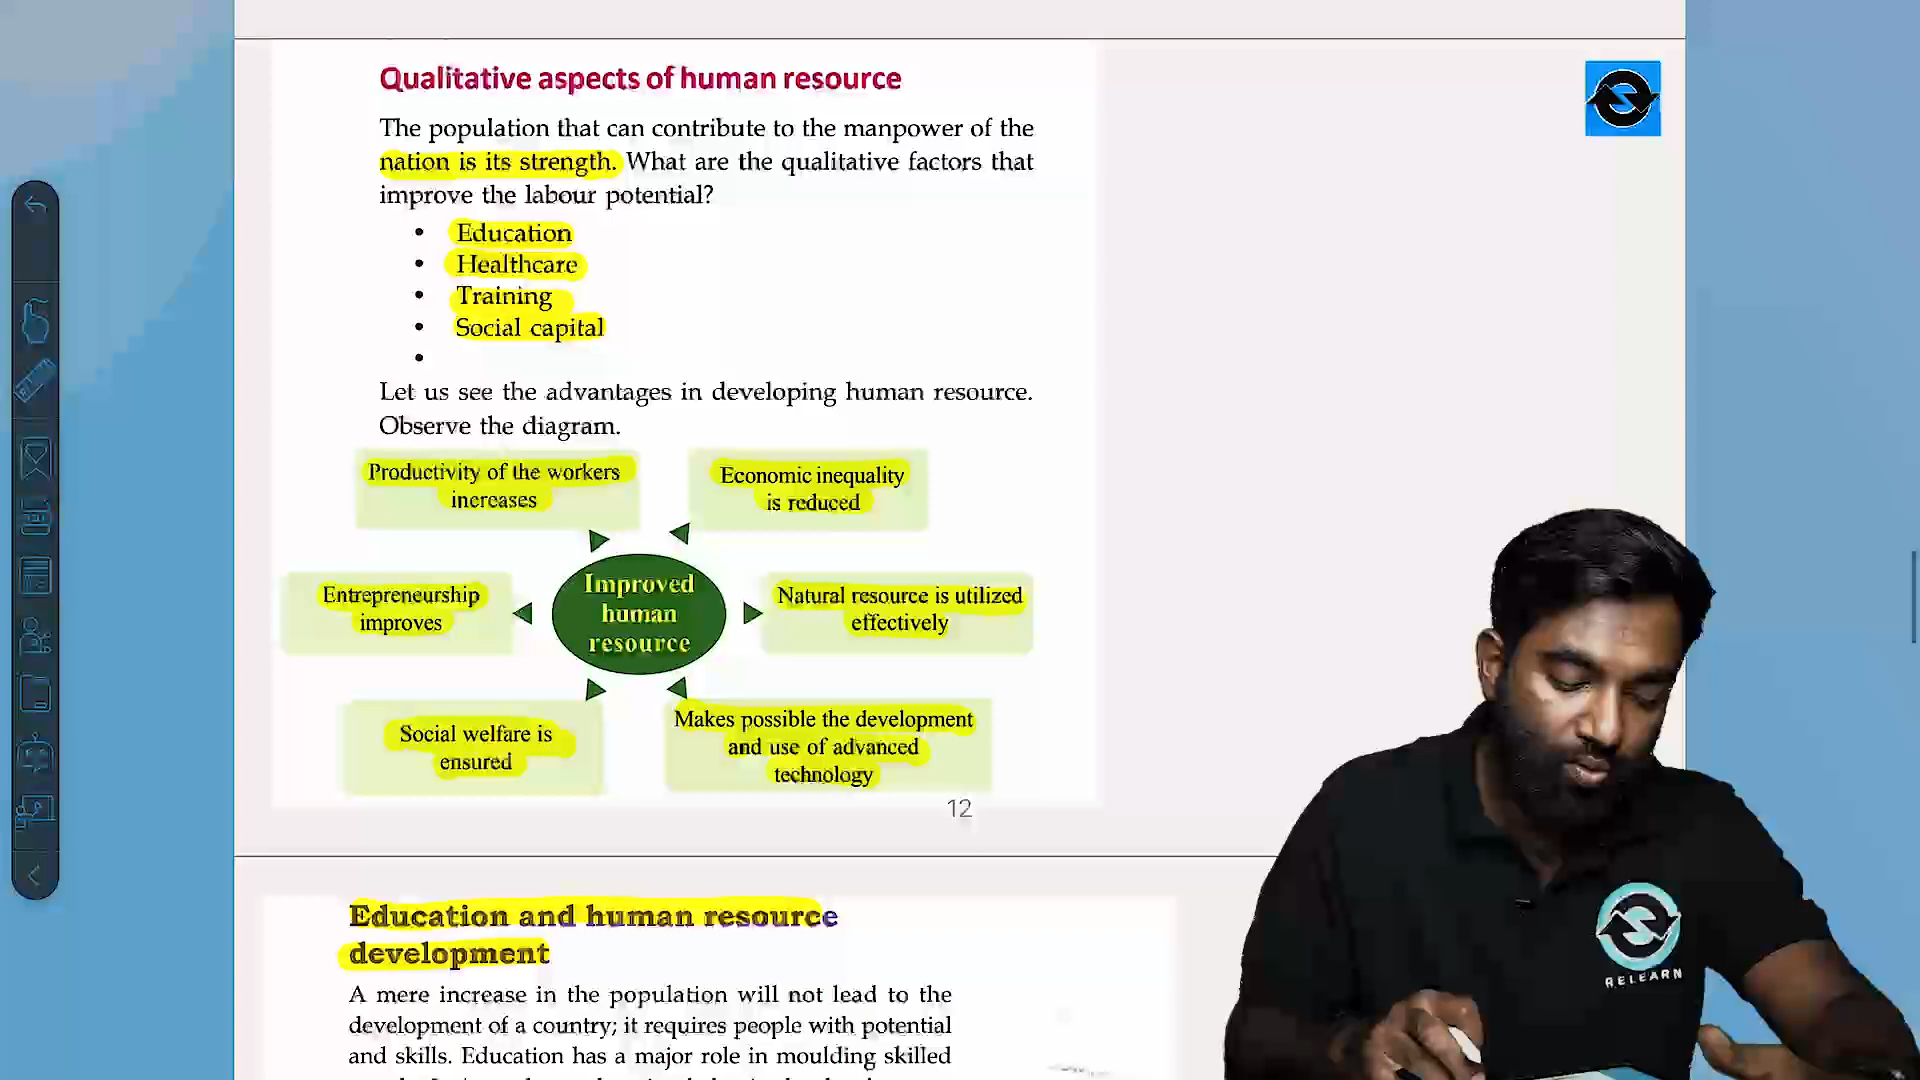 Qualitative aspects of human resource
The population that can contribute to the manpower of the
nation is its strength. What are the qualitative factors that
improve the labour potential?
• Education
• Healthcare
• Training
• Social capital
•
Let us see the advantages in developing human resource.
Observe the diagram.
Productivity of the workers
increases
Economic inequality
is reduced
Entrepreneurship
improves
Improved
human
resource
Natural resource is utilized
effectively
Social welfare is
ensured
Makes possible the development
and use of advanced
technology
12
Education and human resource
development
A mere increase in the population will not lead to the
development of a country; it requires people with potential
and skills. Education has a major role in moulding skilled
RELEARN